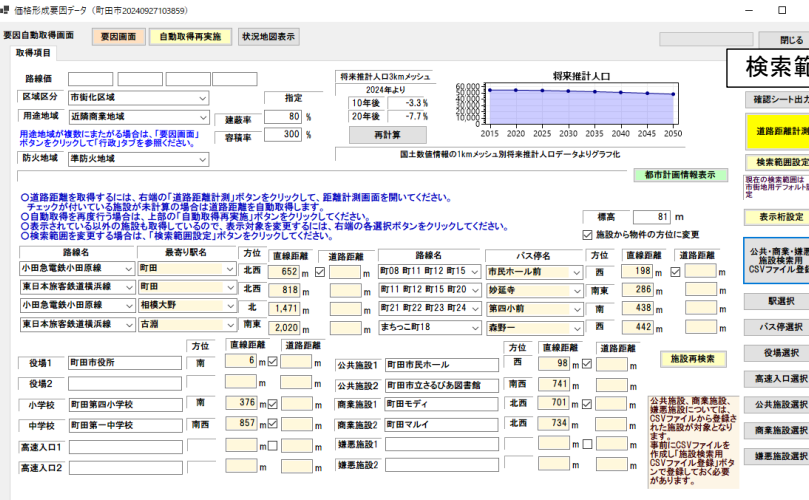 価格形成要因データ（町田市20240927103859）
要因自動取得画面 要因画面 自動取得再実施 状況地図表示 閉じる
取得項目
検索範
路線価
区域区分 市街化区域 指定
用途地域 近隣商業地域 建蔽率 80 %
容積率 300 %
用途地域が複数にまたがる場合は、「要因画面」
ボタンをクリックして「行政」タブを参照ください。
防火地域 準防火地域
将来推計人口3kmメッシュ
2024年より
10年後 -3.3 %
20年後 -7.7 %
再計算
将来推計人口
60,000
50,000
40,000
30,000
20,000
10,000
0
2015 2020 2025 2030 2035 2040 2045 2050
国土数値情報の1kmメッシュ別将来推計人口データよりグラフ化
都市計画情報表示
○道路距離を取得するには、右端の「道路距離計測」ボタンをクリックして、距離計測画面を開いてください。
チェックが付いている施設が未計算の場合は道路距離を自動取得します。
○自動取得を再度行う場合は、上部の「自動取得再実施」ボタンをクリックしてください。
○表示されている以外の施設も取得しているので、表示対象を変更するには、右端の各選択ボタンをクリックしてください。
○検索範囲を変更する場合は、「検索範囲設定」ボタンをクリックしてください。
標高 81 m
施設から物件の方位に変更
路線名 最寄り駅名 方位 直線距離 道路距離
小田急電鉄小田原線 町田 北西 652 m m
東日本旅客鉄道横浜線 町田 北西 818 m m
小田急電鉄小田原線 相模大野 北 1,471 m m
東日本旅客鉄道横浜線 古淵 南東 2,020 m m
路線名 バス停名 方位 直線距離 道路距離
町08 町11 町12 町15 市民ホール前 西 198 m m
町11 町12 町15 町20 妙延寺 南東 286 m m
町21 町22 町23 町24 第四小前 南 438 m m
まちっこ町18 森野一 西 442 m m
方位 直線距離 道路距離
役場1 町田市役所 南 6 m m
役場2 m m
小学校 町田第四小学校 南 376 m m
中学校 町田第一中学校 南西 857 m m
高速入口1 m m
高速入口2 m m
方位 直線距離 道路距離
公共施設1 町田市民ホール 西 98 m m
公共施設2 町田市立さるびあ図書館 南西 741 m m
商業施設1 町田モディ 北西 701 m m
商業施設2 町田マルイ 北西 734 m m
嫌悪施設1 m m
嫌悪施設2 m m
施設再検索
公共施設、商業施設、
嫌悪施設については、
CSVファイルから登録さ
れた施設が対象となり
ます。
事前にCSVファイルを
作成し「施設検索用
CSVファイル登録」ボタ
ンで登録しておく必要
があります。
確認シート出力
道路距離計測
検索範囲設定
現在の検索範囲は
市街地用デフォルト設
定
表示桁設定
公共・商業・嫌悪
施設検索用
CSVファイル登録
駅選択
バス停選択
役場選択
高速入口選択
公共施設選択
商業施設選択
嫌悪施設選択